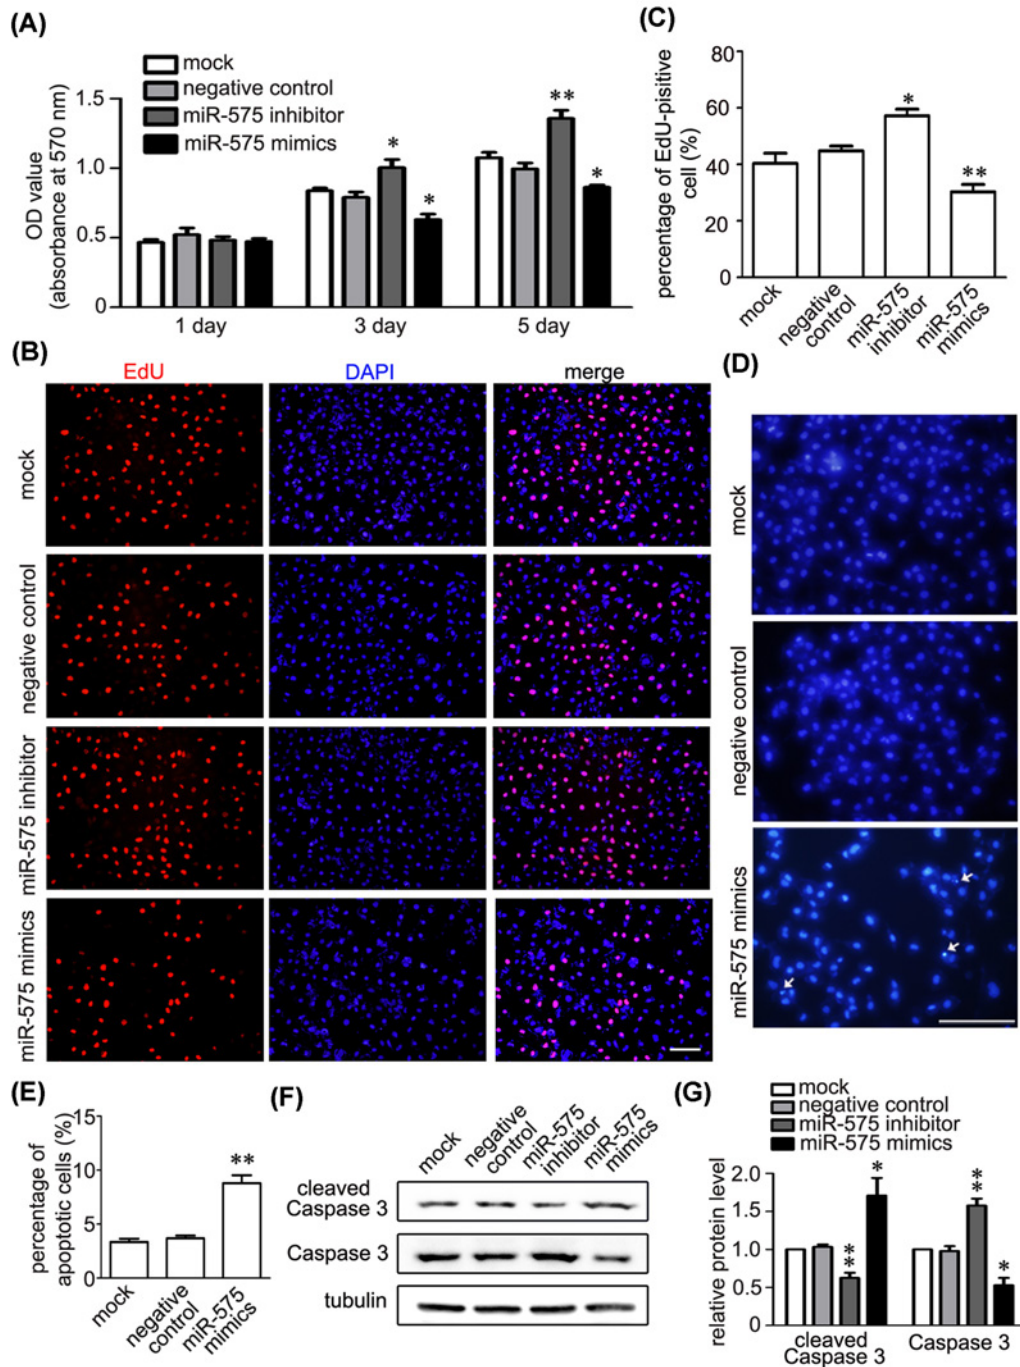 (A)
mock
negative control
miR-575 inhibitor
miR-575 mimics
OD value
(absorbance at 570 nm)
1.5
1.0
0.5
0
*
*
**
*
1 day
3 day
5 day
(C)
percentage of EdU-pisitive
cell (%)
80
60
40
20
0
*
**
mock
negative
control
miR-575
inhibitor
miR-575
mimics
(B)
EdU
DAPI
merge
mock
negative control
miR-575 inhibitor
miR-575 mimics
(D)
mock
negative control
miR-575 mimics
(E)
percentage of
apoptotic cells (%)
15
10
5
0
**
mock
negative
control
miR-575
mimics
(F)
mock
negative
control
miR-575
inhibitor
miR-575
mimics
cleaved
Caspase 3
Caspase 3
tubulin
(G)
mock
negative control
miR-575 inhibitor
miR-575 mimics
relative protein level
2.0
1.0
0.5
0
**
*
**
*
cleaved
Caspase 3
Caspase 3